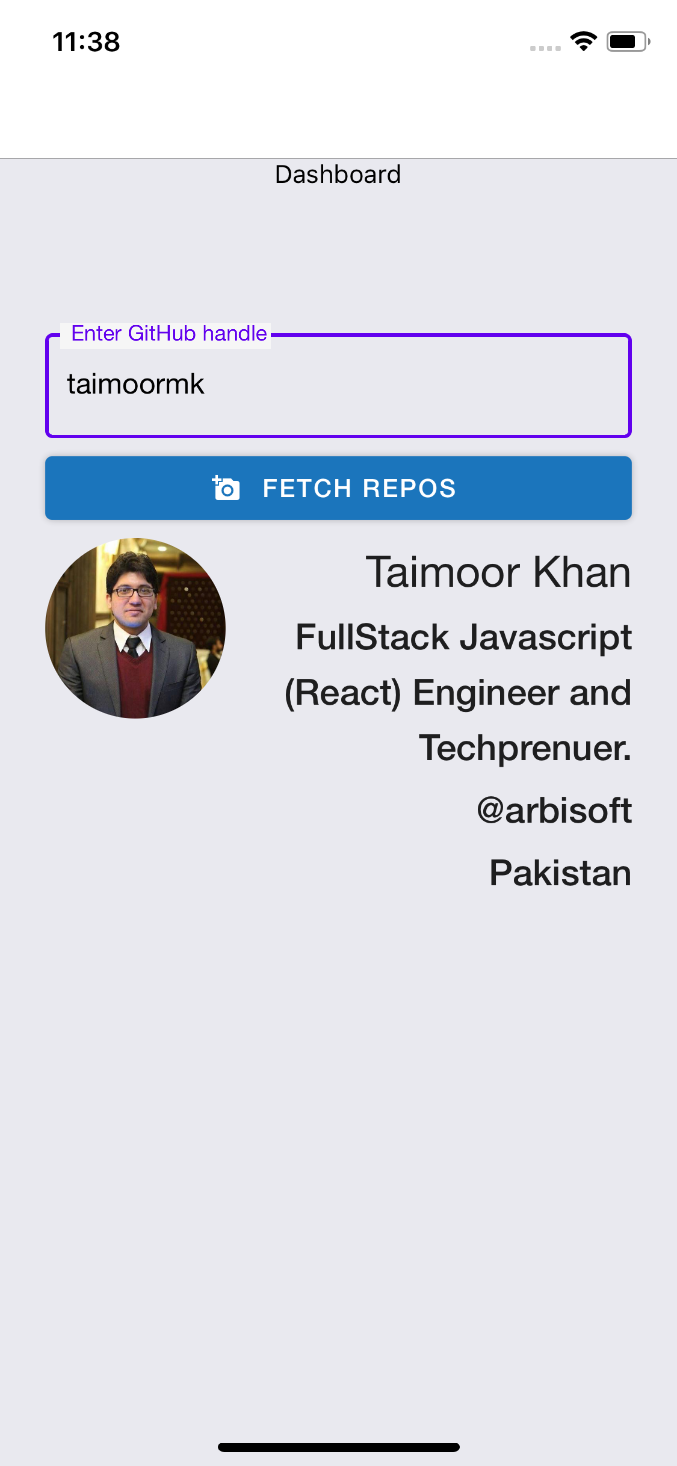 11:38
Dashboard
Enter GitHub handle
taimoormk
FETCH REPOS
Taimoor Khan
FullStack Javascript
(React) Engineer and
Techprenuer.
@arbisoft
Pakistan